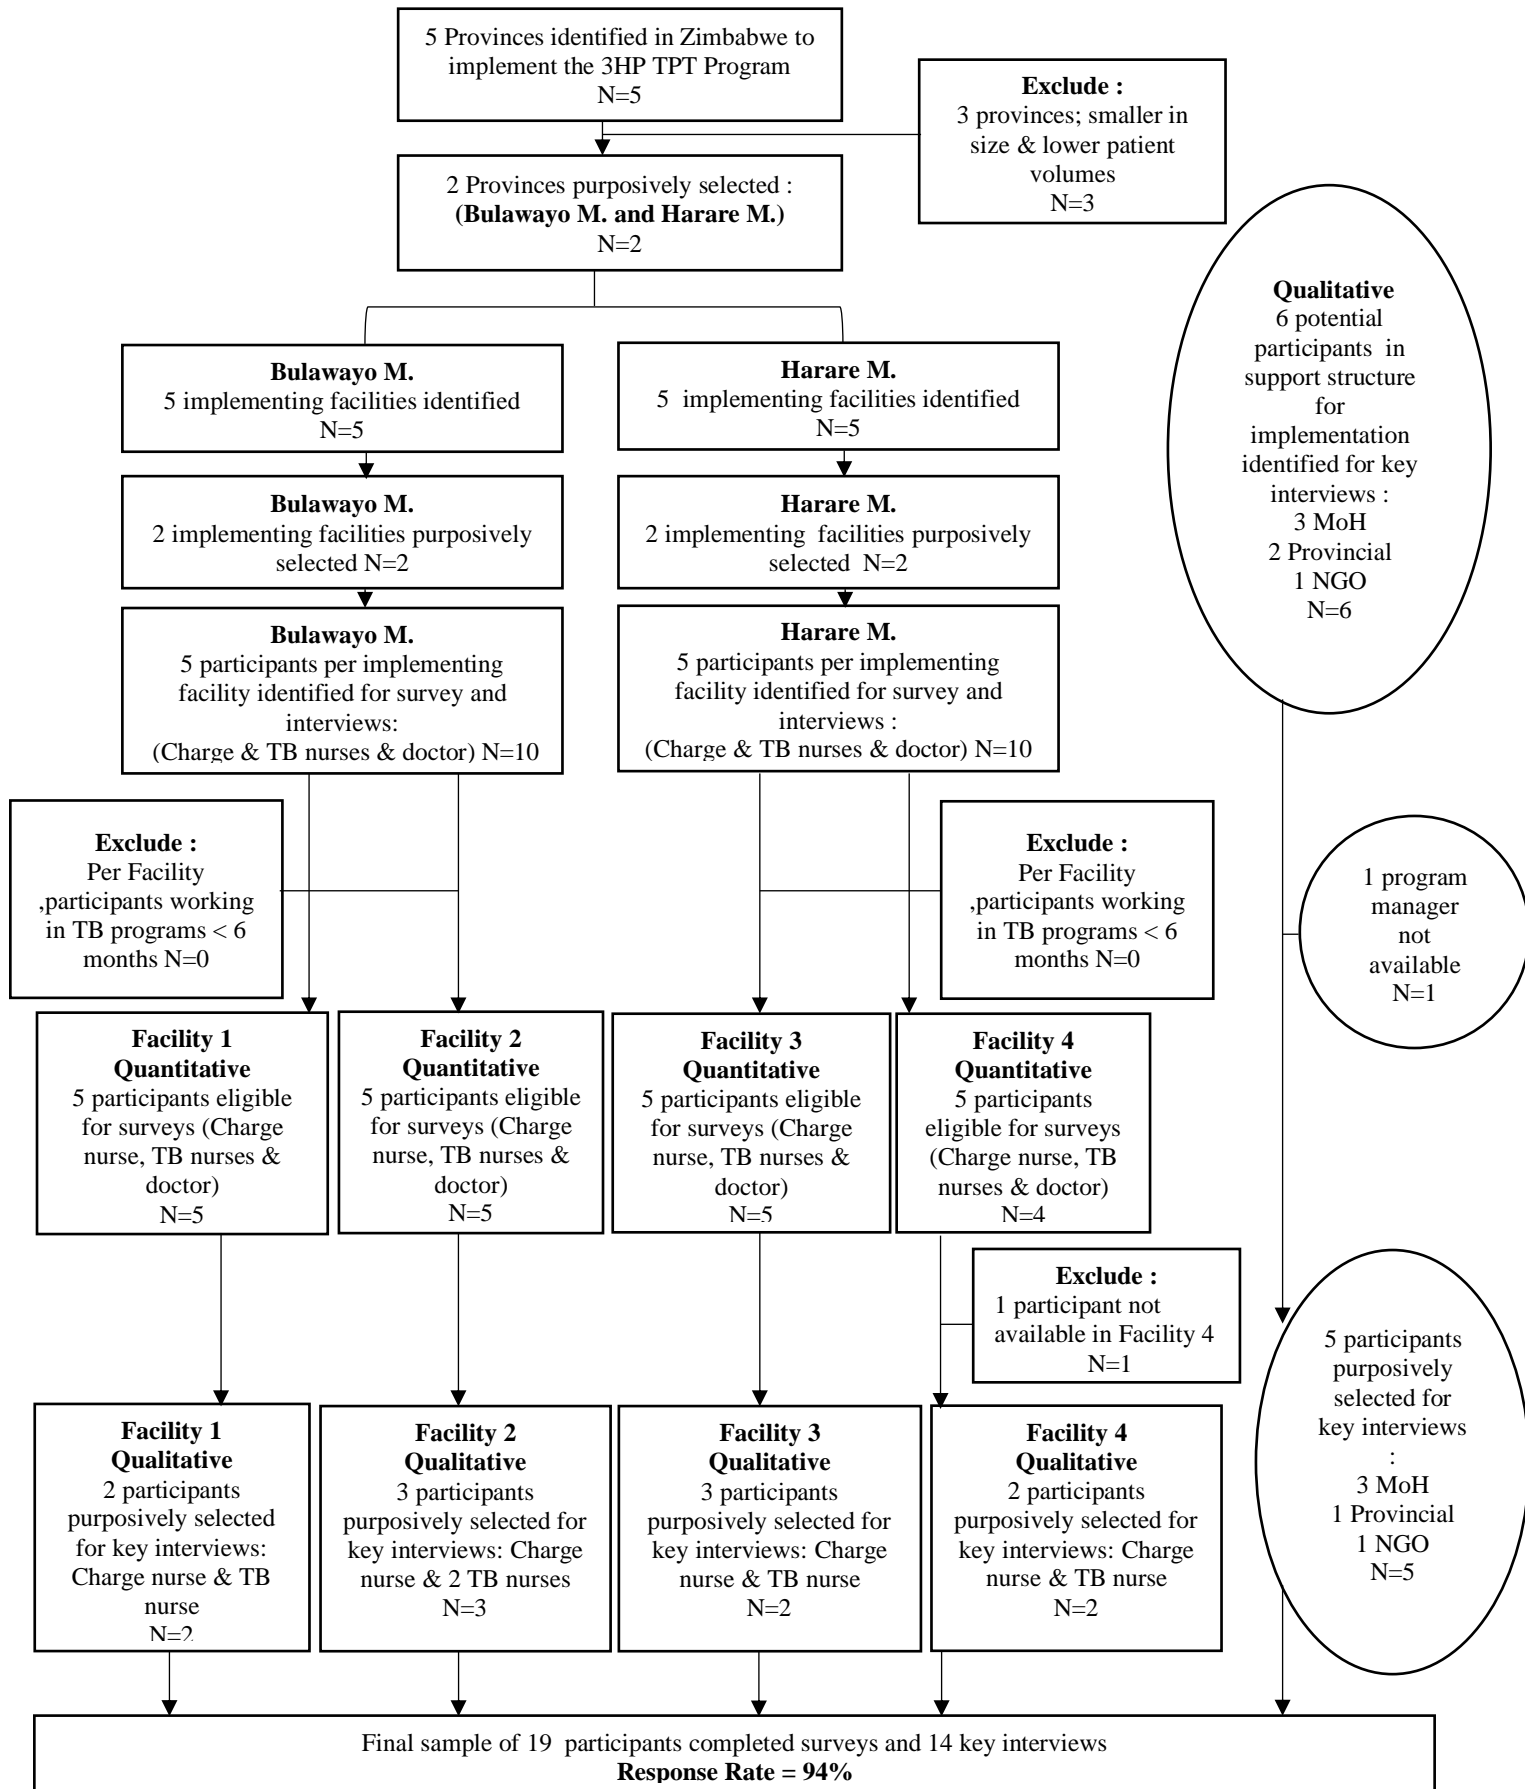 5 Provinces identified in Zimbabwe to
implement the 3HP TPT Program
N=5
Exclude :
3 provinces; smaller in
size & lower patient
volumes
N=3
2 Provinces purposively selected :
(Bulawayo M. and Harare M.)
N=2
Qualitative
6 potential
participants in
support structure
for
implementation
identified for key
interviews :
3 MoH
2 Provincial
1 NGO
N=6
Bulawayo M.
5 implementing facilities identified
N=5
Harare M.
5 implementing facilities identified
N=5
Bulawayo M.
2 implementing facilities purposively
selected N=2
Harare M.
2 implementing facilities purposively
selected N=2
Bulawayo M.
5 participants per implementing
facility identified for survey and
interviews:
(Charge & TB nurses & doctor) N=10
Harare M.
5 participants per implementing
facility identified for survey and
interviews :
(Charge & TB nurses & doctor) N=10
Exclude :
Per Facility
,participants working
in TB programs < 6
months N=0
Exclude :
Per Facility
,participants working
in TB programs < 6
months N=0
1 program
manager
not
available
N=1
Facility 1
Quantitative
5 participants eligible
for surveys (Charge
nurse, TB nurses &
doctor)
N=5
Facility 2
Quantitative
5 participants eligible
for surveys (Charge
nurse, TB nurses &
doctor)
N=5
Facility 3
Quantitative
5 participants eligible
for surveys (Charge
nurse, TB nurses &
doctor)
N=5
Facility 4
Quantitative
5 participants
eligible for surveys
(Charge nurse, TB
nurses & doctor)
N=4
Exclude :
1 participant not
available in Facility 4
N=1
5 participants
purposively
selected for
key interviews
:
3 MoH
1 Provincial
1 NGO
N=5
Facility 1
Qualitative
2 participants
purposively selected
for key interviews:
Charge nurse & TB
nurse
N=2
Facility 2
Qualitative
3 participants
purposively selected for
key interviews: Charge
nurse & 2 TB nurses
N=3
Facility 3
Qualitative
3 participants
purposively selected for
key interviews: Charge
nurse & TB nurse
N=2
Facility 4
Qualitative
2 participants
purposively selected for
key interviews: Charge
nurse & TB nurse
N=2
Final sample of 19 participants completed surveys and 14 key interviews
Response Rate = 94%